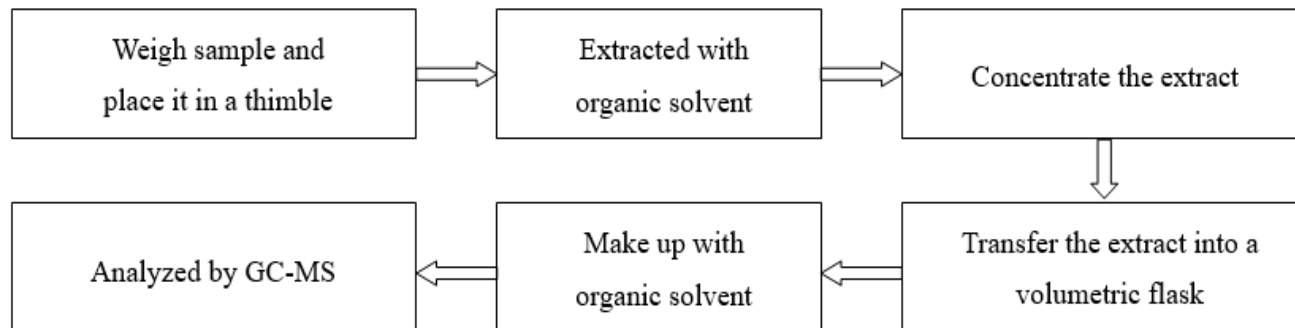 Weigh sample and
place it in a thimble
Extracted with
organic solvent
Concentrate the extract
Transfer the extract into a
volumetric flask
Make up with
organic solvent
Analyzed by GC-MS